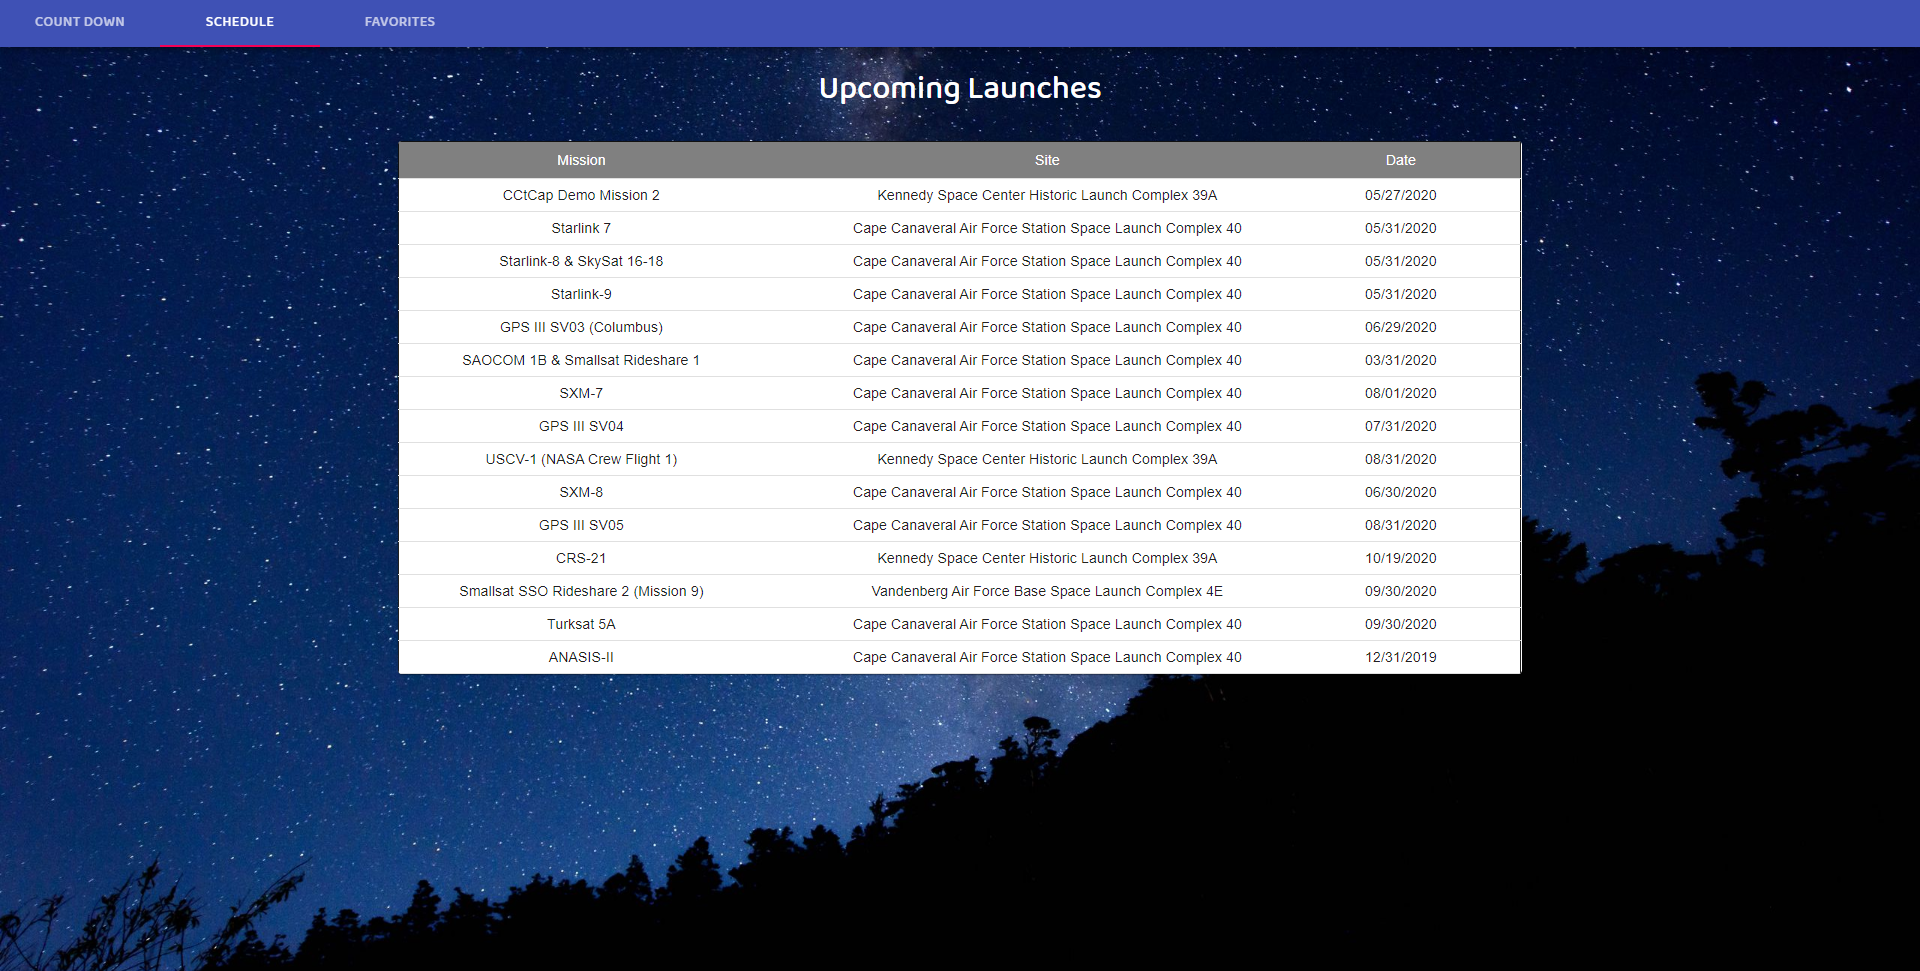 COUNT DOWN SCHEDULE FAVORITES
Upcoming Launches
Mission Site Date
CCtCap Demo Mission 2 Kennedy Space Center Historic Launch Complex 39A 05/27/2020
Starlink 7 Cape Canaveral Air Force Station Space Launch Complex 40 05/31/2020
Starlink-8 & SkySat 16-18 Cape Canaveral Air Force Station Space Launch Complex 40 05/31/2020
Starlink-9 Cape Canaveral Air Force Station Space Launch Complex 40 05/31/2020
GPS III SV03 (Columbus) Cape Canaveral Air Force Station Space Launch Complex 40 06/29/2020
SAOCOM 1B & Smallsat Rideshare 1 Cape Canaveral Air Force Station Space Launch Complex 40 03/31/2020
SXM-7 Cape Canaveral Air Force Station Space Launch Complex 40 08/01/2020
GPS III SV04 Cape Canaveral Air Force Station Space Launch Complex 40 07/31/2020
USCV-1 (NASA Crew Flight 1) Kennedy Space Center Historic Launch Complex 39A 08/31/2020
SXM-8 Cape Canaveral Air Force Station Space Launch Complex 40 06/30/2020
GPS III SV05 Cape Canaveral Air Force Station Space Launch Complex 40 08/31/2020
CRS-21 Kennedy Space Center Historic Launch Complex 39A 10/19/2020
Smallsat SSO Rideshare 2 (Mission 9) Vandenberg Air Force Base Space Launch Complex 4E 09/30/2020
Turksat 5A Cape Canaveral Air Force Station Space Launch Complex 40 09/30/2020
ANASIS-II Cape Canaveral Air Force Station Space Launch Complex 40 12/31/2019